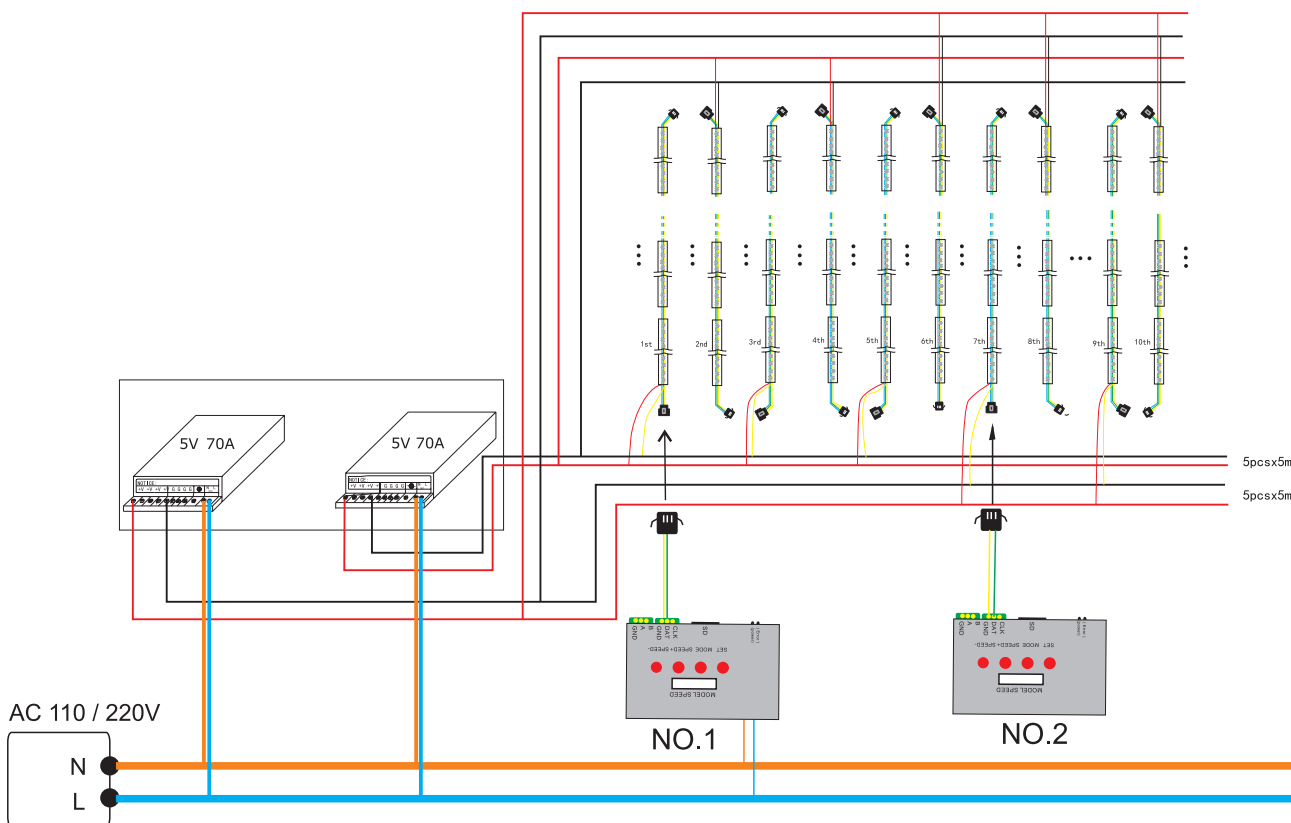 1st
2nd
3rd
4th
5th
6th
7th
8th
9th
10th
5V 70A
NOTICE:
+V +V +V + G G G G
N L
5V 70A
NOTICE:
+V +V +V + G G G G
5pcsx5m
5pcsx5m
GND A B GND DAT CLK SD
SPEED- SPEED+ MODE SET
MODEL SPEED
NO.1
GND A B GND DAT CLK SD
SPEED- SPEED+ MODE SET
MODEL SPEED
NO.2
AC 110 / 220V
N
L